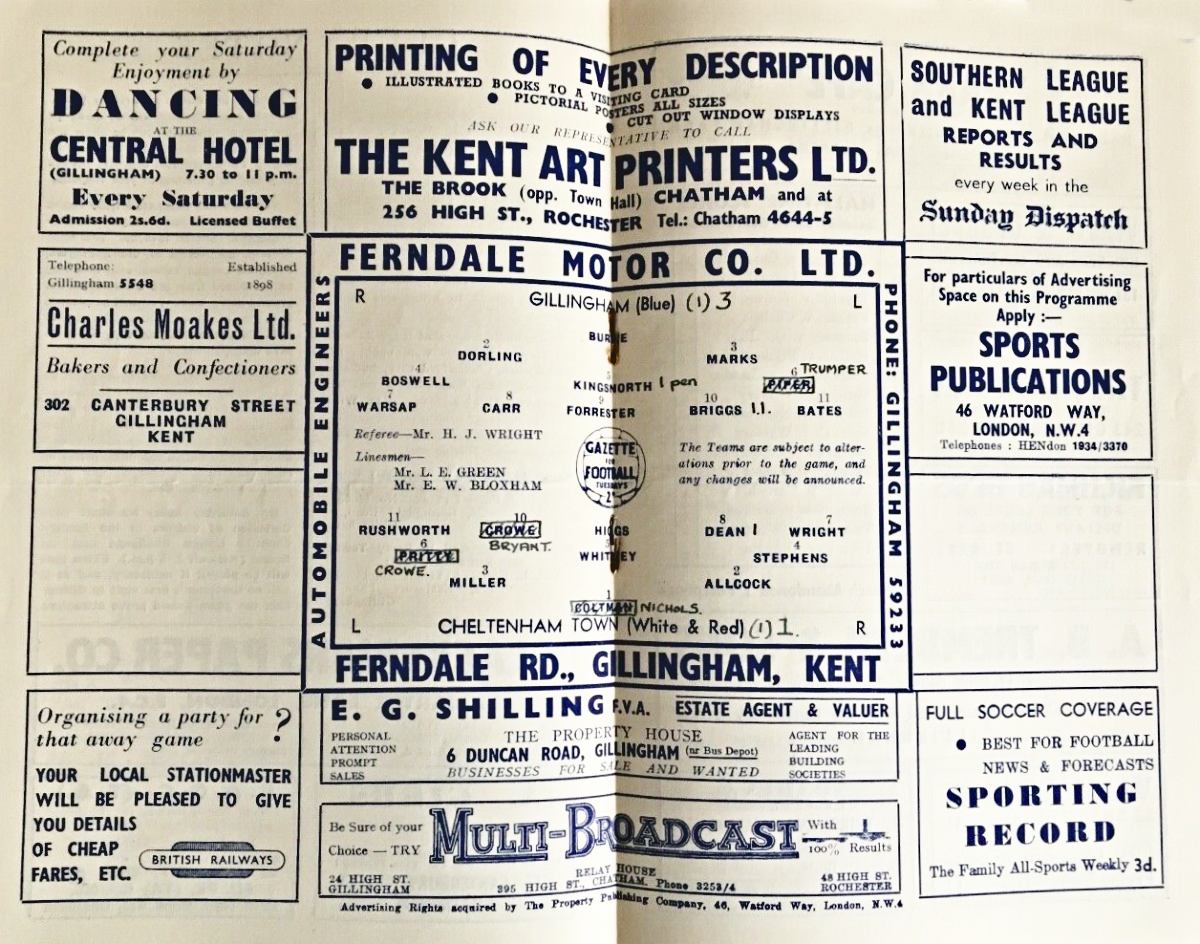 Complete your Saturday
Enjoyment by
DANCING
AT THE
CENTRAL HOTEL
(GILLINGHAM) 7.30 to 11 p.m.
Every Saturday
Admission 2s.6d. Licensed Buffet
PRINTING OF EVERY DESCRIPTION
● ILLUSTRATED BOOKS TO A VISITING CARD
● PICTORIAL POSTERS ALL SIZES
● CUT OUT WINDOW DISPLAYS
ASK OUR REPRESENTATIVE TO CALL
THE KENT ART PRINTERS LTD.
THE BROOK (opp. Town Hall) CHATHAM and at
256 HIGH ST., ROCHESTER Tel.: Chatham 4644-5
SOUTHERN LEAGUE
and KENT LEAGUE
REPORTS AND
RESULTS
every week in the
Sunday Dispatch
Telephone: Established
Gillingham 5548 1898
Charles Moakes Ltd.
Bakers and Confectioners
302 CANTERBURY STREET
GILLINGHAM
KENT
FERNDALE MOTOR CO. LTD.
AUTOMOBILE ENGINEERS
PHONE: GILLINGHAM 59233
R GILLINGHAM (Blue) (1) 3 L
BURKE
2 3
DORLING MARKS
4 5 6 TRUMPER
BOSWELL KINGSNORTH 1 pen PIPER
7 8 9 10 11
WARSAP CARR FORRESTER BRIGGS 1.1. BATES
Referee—Mr. H. J. WRIGHT
Linesmen—
Mr. L. E. GREEN
Mr. E. W. BLOXHAM
GAZETTE
FOR
FOOTBALL
TUESDAYS
2D
The Teams are subject to alter-
ations prior to the game, and
any changes will be announced.
11 10 8 7
RUSHWORTH CROWE HIGGS DEAN 1 WRIGHT
BRYANT.
6 5 4
PRITTY WHITNEY STEPHENS
CROWE.
3 2
MILLER ALLCOCK
1
COLTMAN NICHOLS.
L CHELTENHAM TOWN (White & Red) (1) 1. R
FERNDALE RD., GILLINGHAM, KENT
For particulars of Advertising
Space on this Programme
Apply :—
SPORTS
PUBLICATIONS
46 WATFORD WAY,
LONDON, N.W.4
Telephones : HENdon 1934/3370
Organising a party for ?
that away game
YOUR LOCAL STATIONMASTER
WILL BE PLEASED TO GIVE
YOU DETAILS
OF CHEAP
FARES, ETC.
BRITISH RAILWAYS
E. G. SHILLING F.V.A. ESTATE AGENT & VALUER
PERSONAL
ATTENTION
PROMPT
SALES
THE PROPERTY HOUSE
6 DUNCAN ROAD, GILLINGHAM (nr Bus Depot)
BUSINESSES FOR SALE AND WANTED
AGENT FOR THE
LEADING
BUILDING
SOCIETIES
Be Sure of your
Choice — TRY
MULTI-BROADCAST
With
100% Results
24 HIGH ST.
GILLINGHAM
RELAY HOUSE
395 HIGH ST., CHATHAM. Phone 3253/4
48 HIGH ST.
ROCHESTER
Advertising Rights acquired by The Property Publishing Company, 46, Watford Way, London, N.W.4
FULL SOCCER COVERAGE
● BEST FOR FOOTBALL
NEWS & FORECASTS
SPORTING
RECORD
The Family All-Sports Weekly 3d.